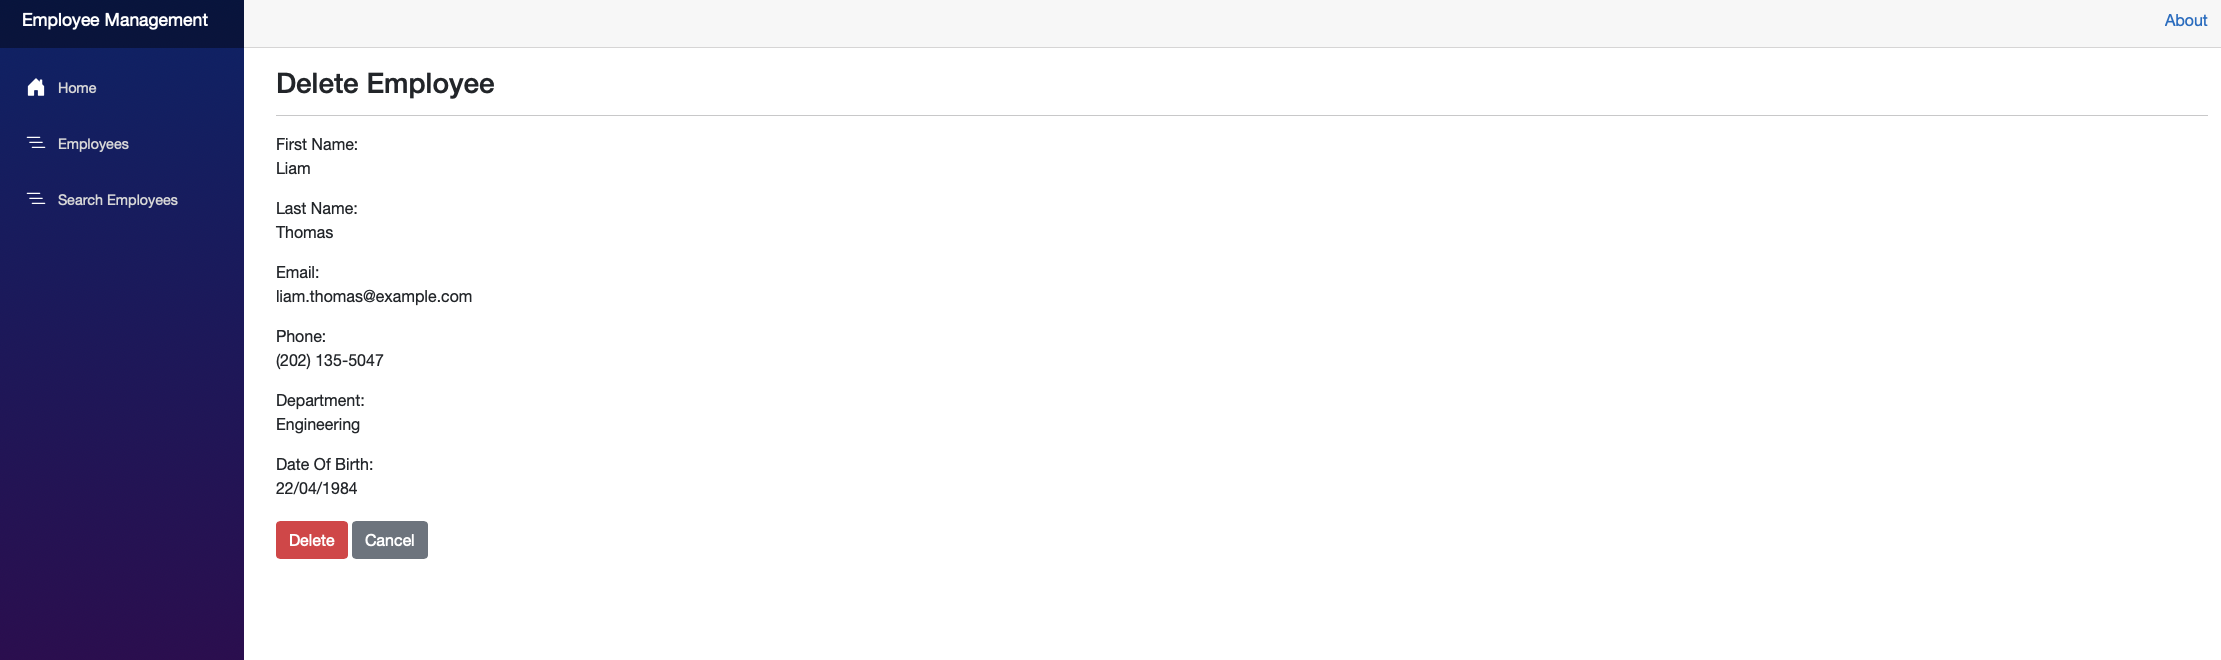 Employee Management
About
Home
Employees
Search Employees
Delete Employee
First Name:
Liam
Last Name:
Thomas
Email:
liam.thomas@example.com
Phone:
(202) 135-5047
Department:
Engineering
Date Of Birth:
22/04/1984
Delete Cancel